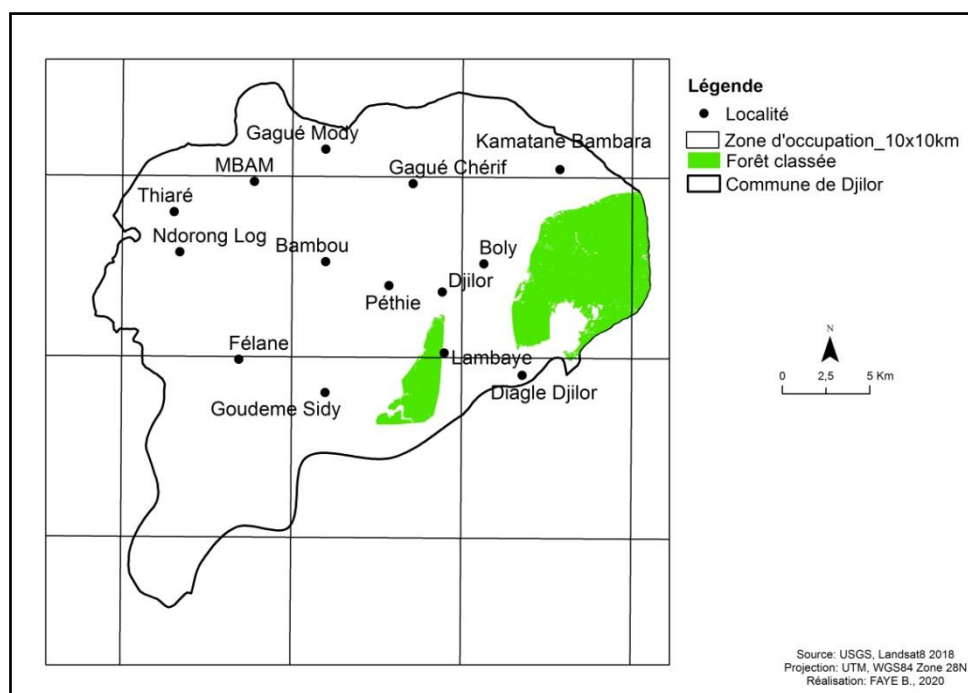 Gagué Mody
Kamatane Bambara
MBAM
Gagué Chérif
Thiaré
Ndorong Log
Bambou
Boly
Djilor
Péthie
Félane
Lambaye
Goudeme Sidy
Diagle Djilor
Légende
Localité
Zone d'occupation_10x10km
Forêt classée
Commune de Djilor
N
0 2,5 5 Km
Source: USGS, Landsat8 2018
Projection: UTM, WGS84 Zone 28N
Réalisation: FAYE B., 2020